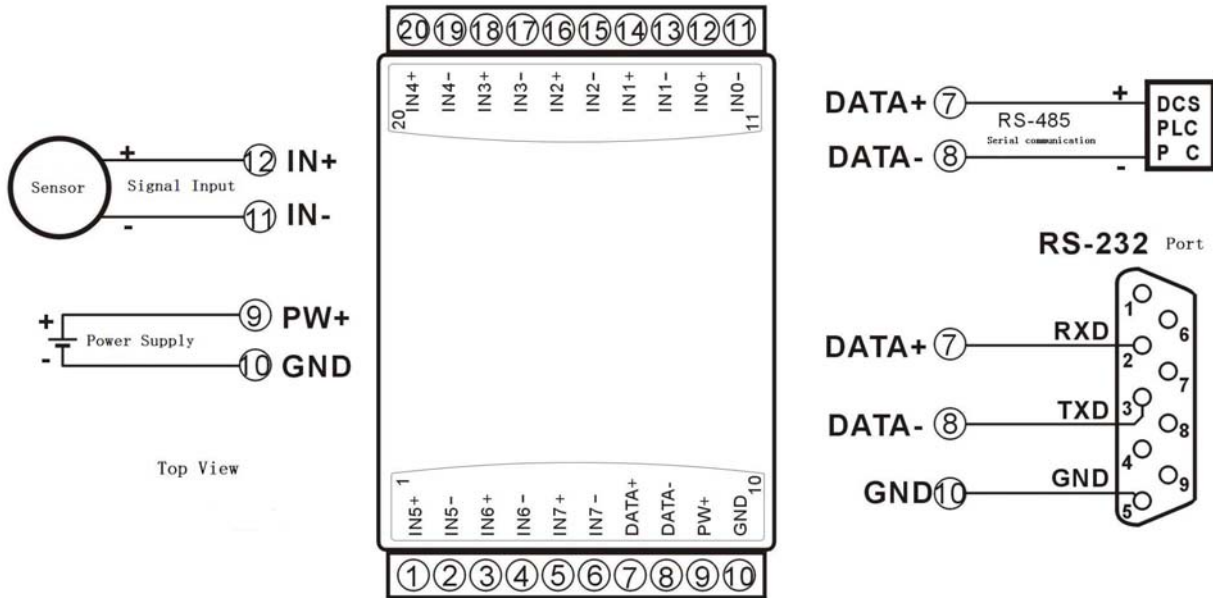 20 19 18 17 16 15 14 13 12 11
IN4+ IN4- IN3+ IN3- IN2+ IN2- IN1+ IN1- IN0+ IN0-
20 11
Sensor
+ Signal Input 12 IN+
- 11 IN-
+ Power Supply 9 PW+
- 10 GND
Top View
1 10
IN5+ IN5- IN6+ IN6- IN7+ IN7- DATA+ DATA- PW+ GND
1 2 3 4 5 6 7 8 9 10
DATA+ 7 +
RS-485
Serial communication
DATA- 8 -
DCS
PLC
P C
RS-232 Port
DATA+ 7 RXD
DATA- 8 TXD
GND 10 GND
1
2
3
4
5
6
7
8
9